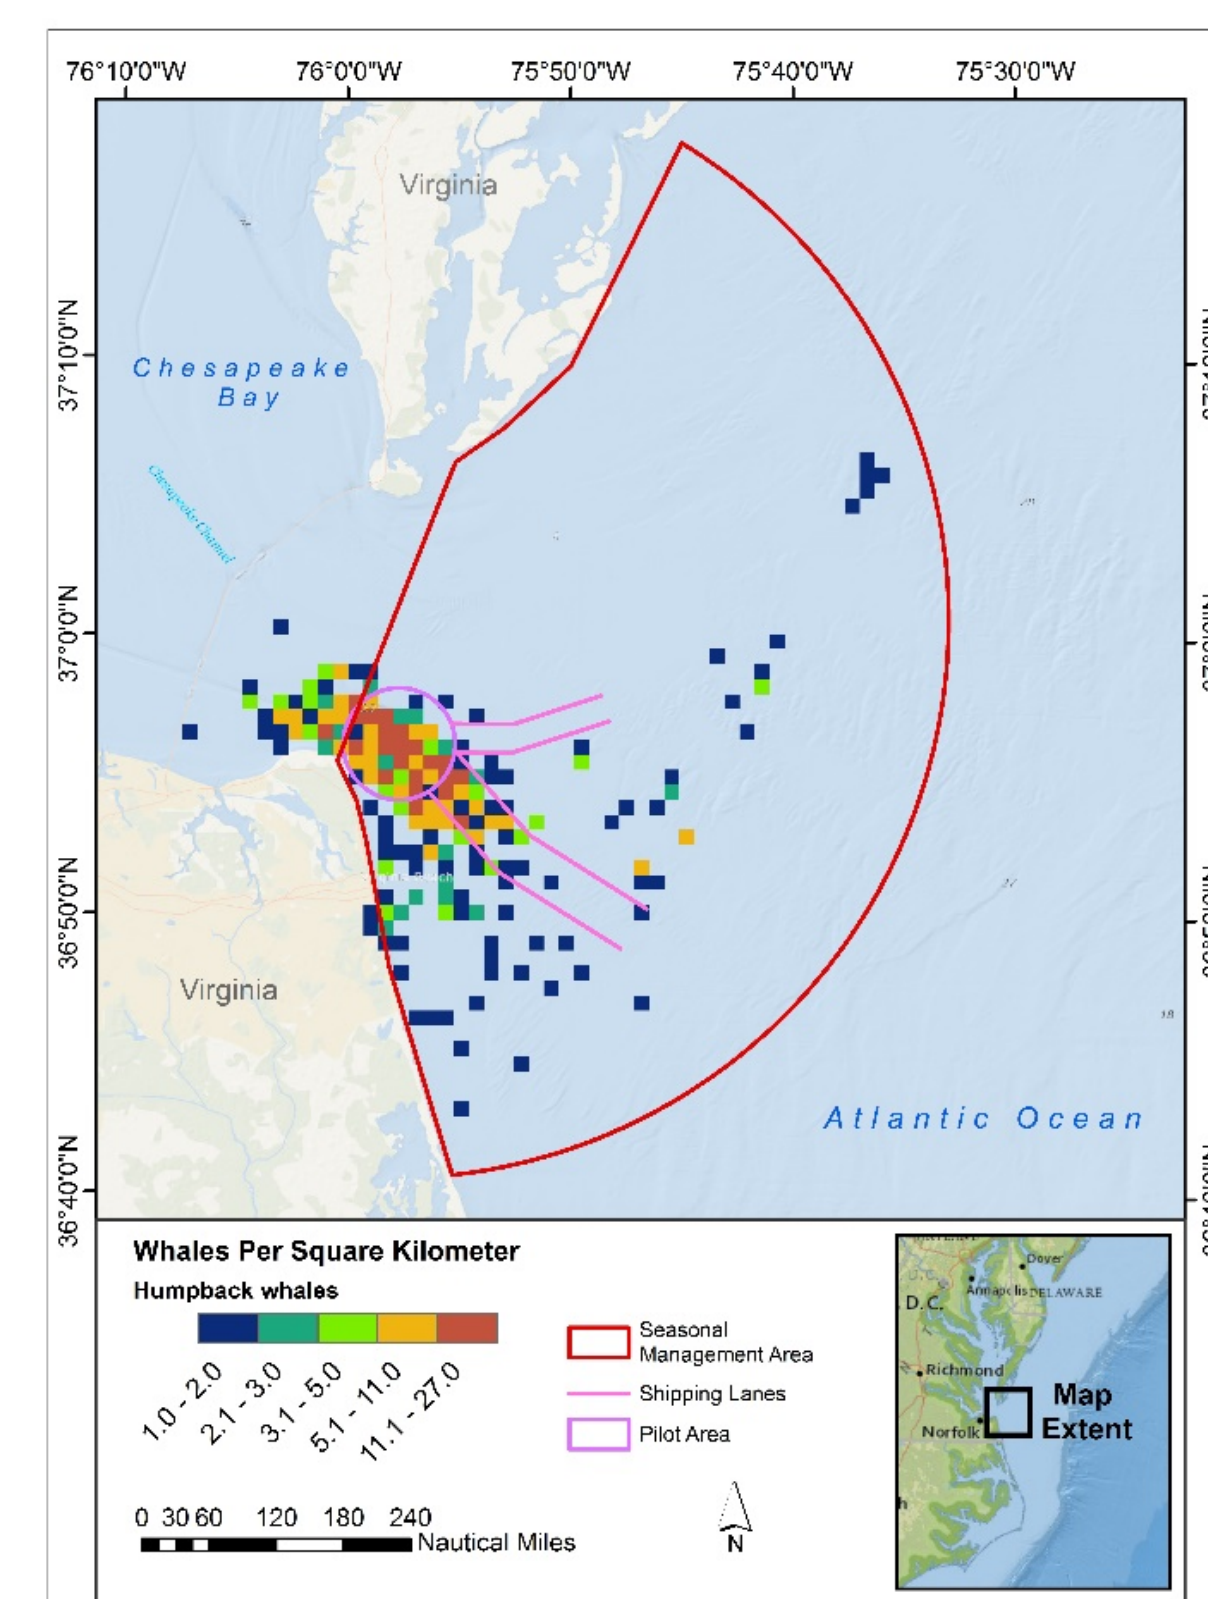 76°10'0"W 76°0'0"W 75°50'0"W 75°40'0"W 75°30'0"W
Virginia
37°10'0"N
Chesapeake
Bay
Chesapeake Channel
37°0'0"N
36°50'0"N
Virginia Beach
Virginia
18
Atlantic Ocean
36°40'0"N
Whales Per Square Kilometer
Humpback whales
1.0 - 2.0
2.1 - 3.0
3.1 - 5.0
5.1 - 11.0
11.1 - 27.0
Seasonal
Management Area
Shipping Lanes
Pilot Area
0 30 60 120 180 240
Nautical Miles
N
Dover
Annapolis DELAWARE
D.C.
Richmond
Norfolk
Map
Extent